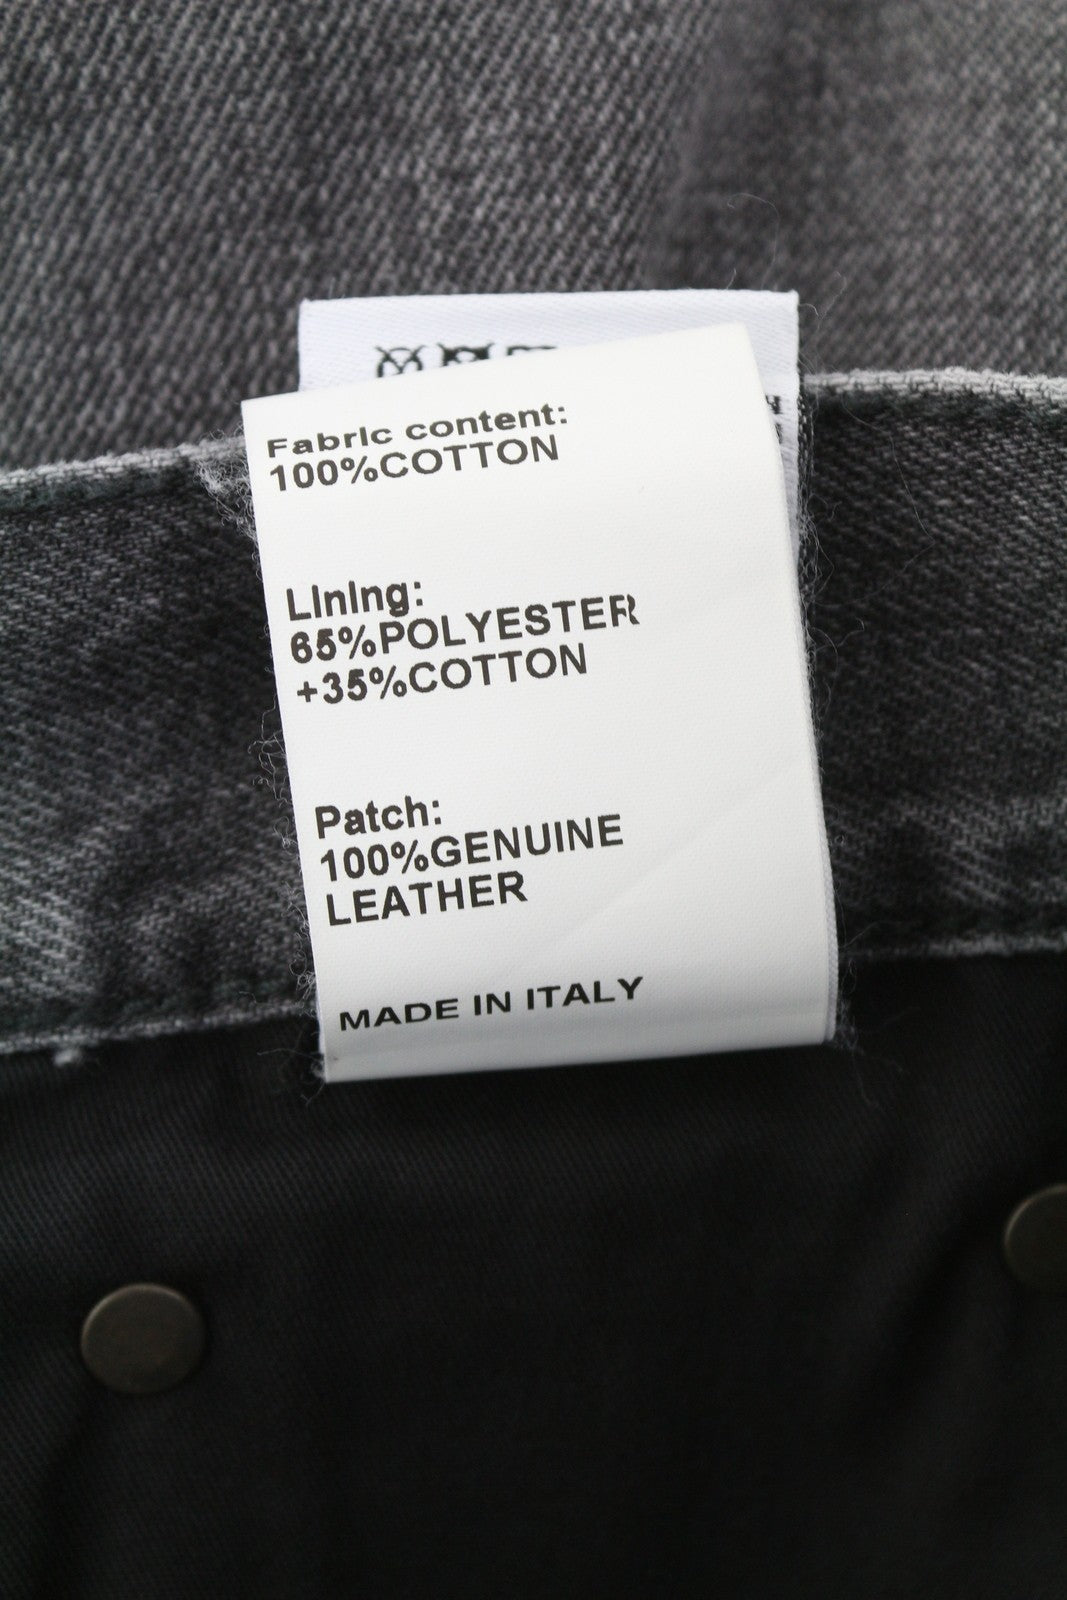 Fabric content:
100%COTTON
Lining:
65%POLYESTER
+35%COTTON
Patch:
100%GENUINE
LEATHER
MADE IN ITALY